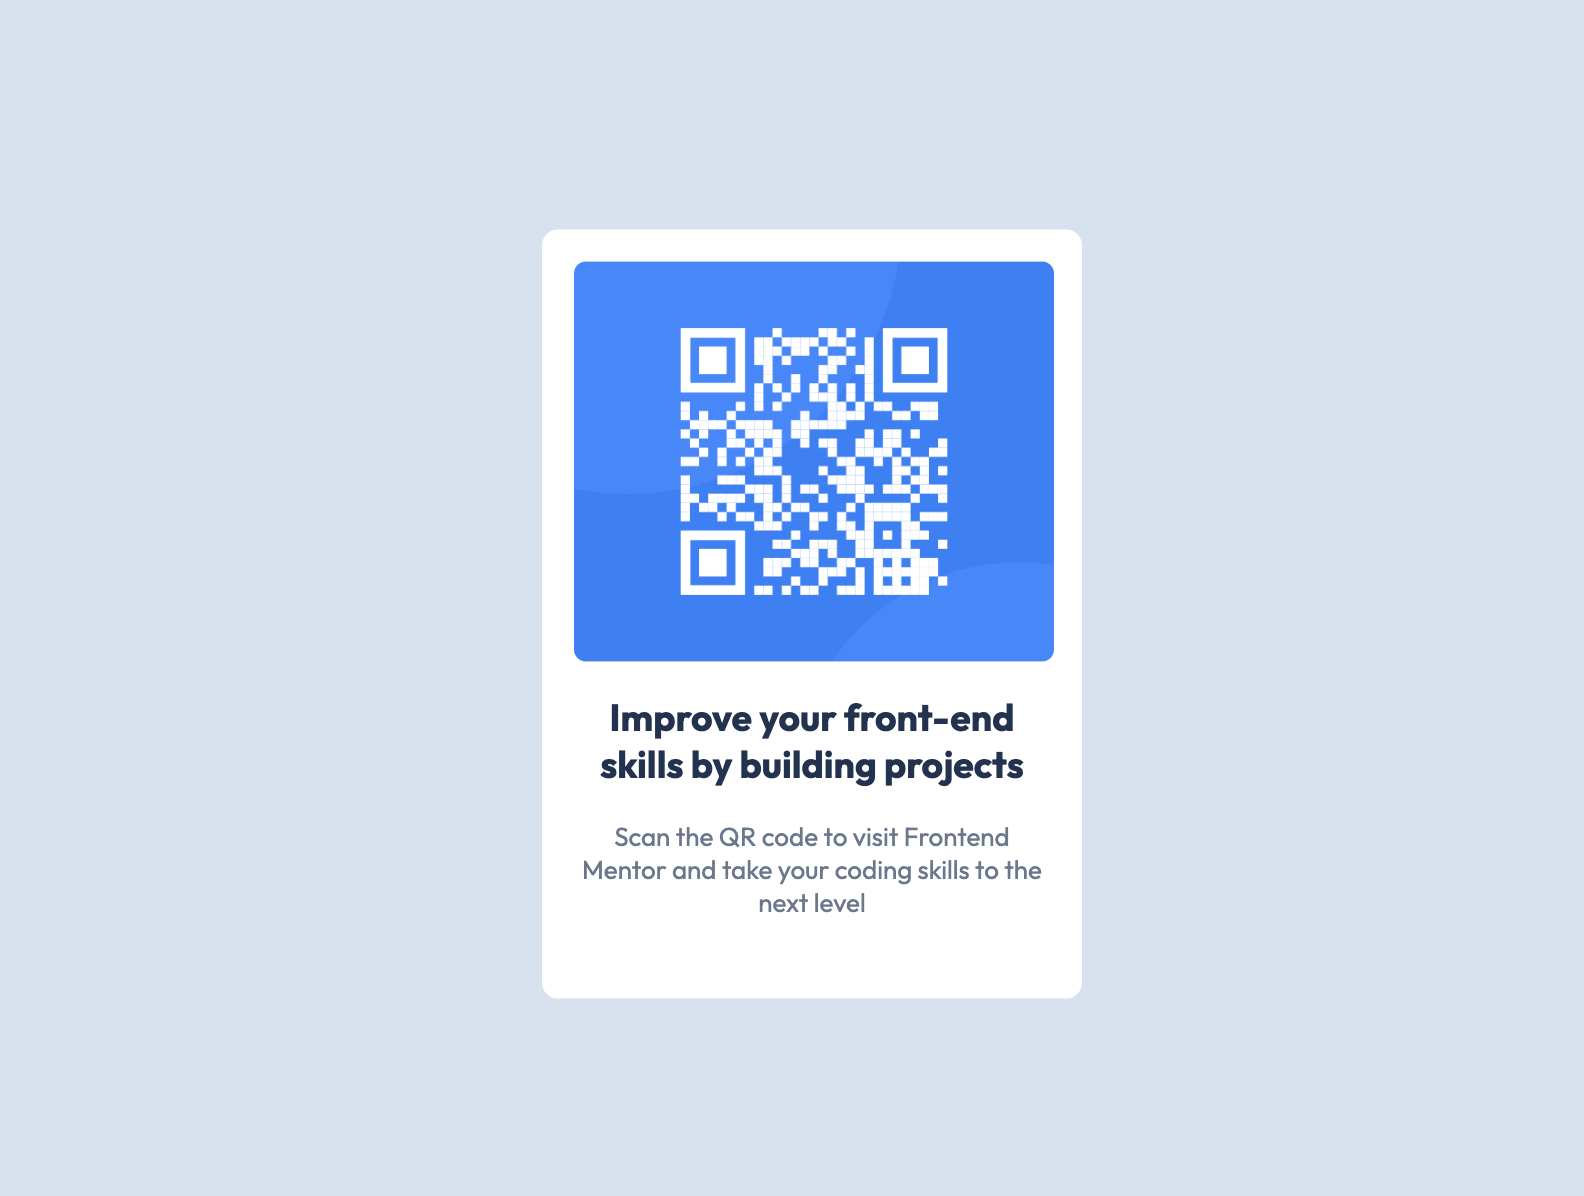 Improve your front-end
skills by building projects
Scan the QR code to visit Frontend
Mentor and take your coding skills to the
next level